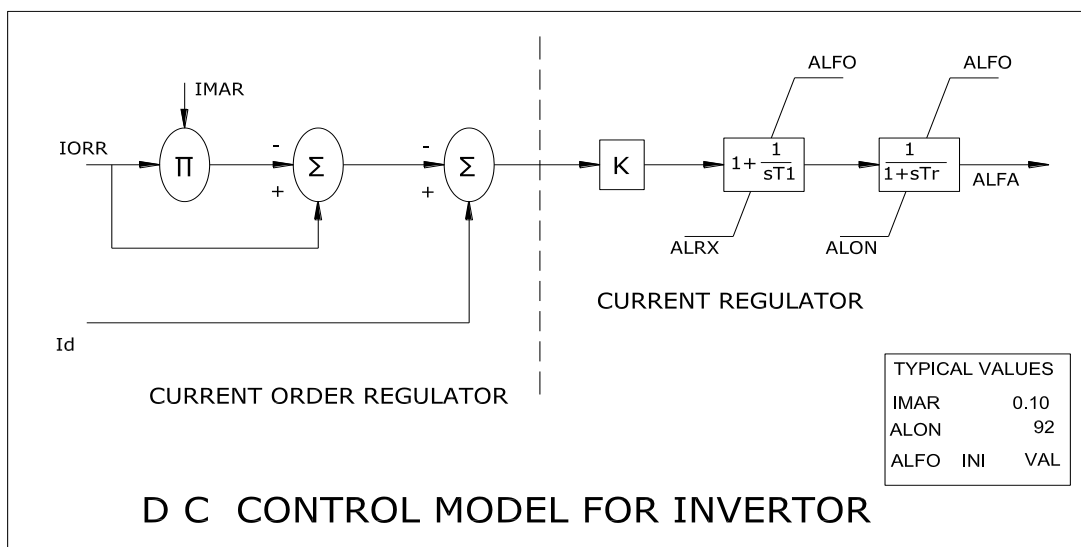 IMAR
ALFO
ALFO
IORR
Π
-
+
Σ
-
+
Σ
K
1+ 1/sT1
1/1+sTr
ALFA
ALRX
ALON
CURRENT REGULATOR
Id
CURRENT ORDER REGULATOR
TYPICAL VALUES
IMAR 0.10
ALON 92
ALFO INI VAL
D C CONTROL MODEL FOR INVERTOR